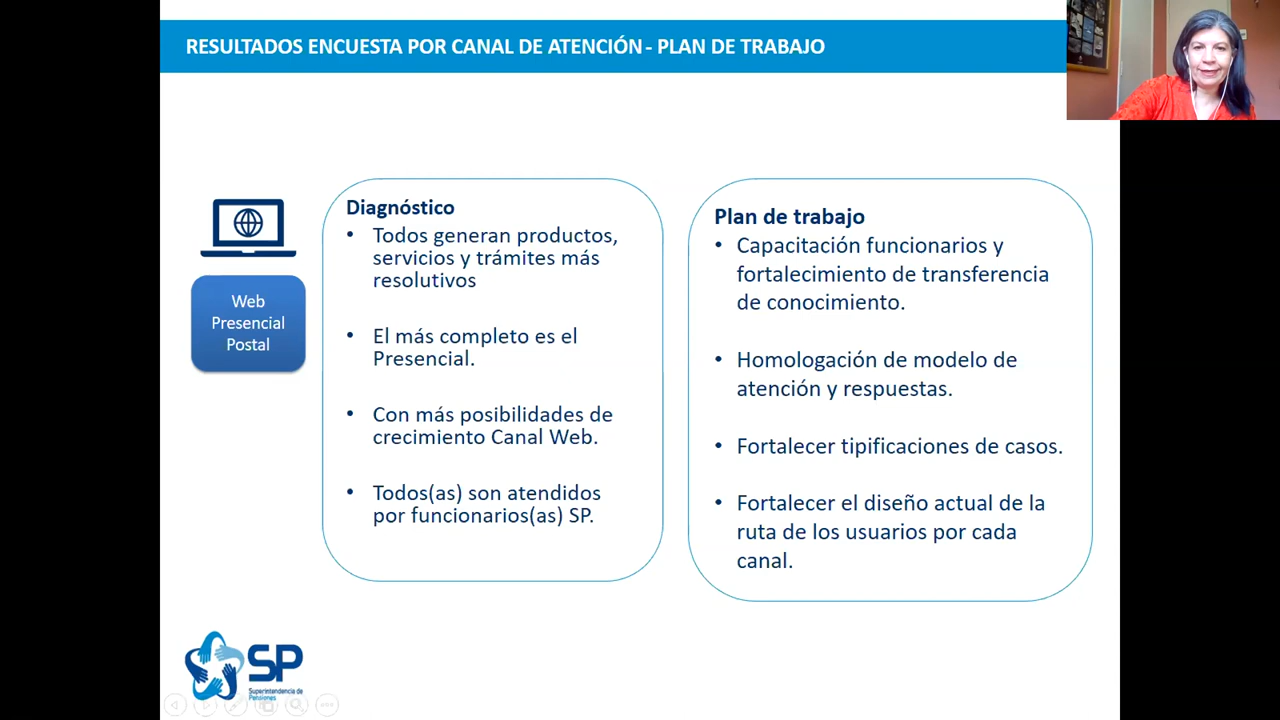 RESULTADOS ENCUESTA POR CANAL DE ATENCIÓN - PLAN DE TRABAJO
Web
Presencial
Postal
Diagnóstico
• Todos generan productos,
servicios y trámites más
resolutivos
• El más completo es el
Presencial.
• Con más posibilidades de
crecimiento Canal Web.
• Todos(as) son atendidos
por funcionarios(as) SP.
Plan de trabajo
• Capacitación funcionarios y
fortalecimiento de transferencia
de conocimiento.
• Homologación de modelo de
atención y respuestas.
• Fortalecer tipificaciones de casos.
• Fortalecer el diseño actual de la
ruta de los usuarios por cada
canal.
SP
Superintendencia de
Pensiones